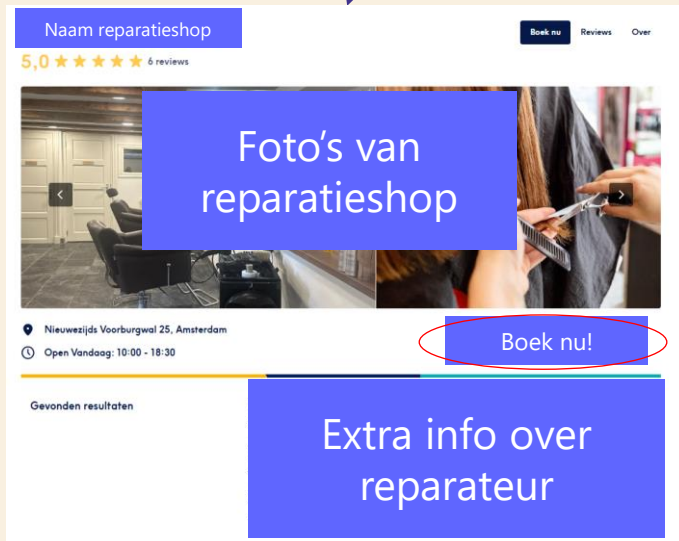 Naam reparatieshop
Boek nu Reviews Over
5,0 6 reviews
Foto's van
reparatieshop
Nieuwezijds Voorburgwal 25, Amsterdam
Open Vandaag: 10:00 - 18:30
Boek nu!
Gevonden resultaten
Extra info over
reparateur